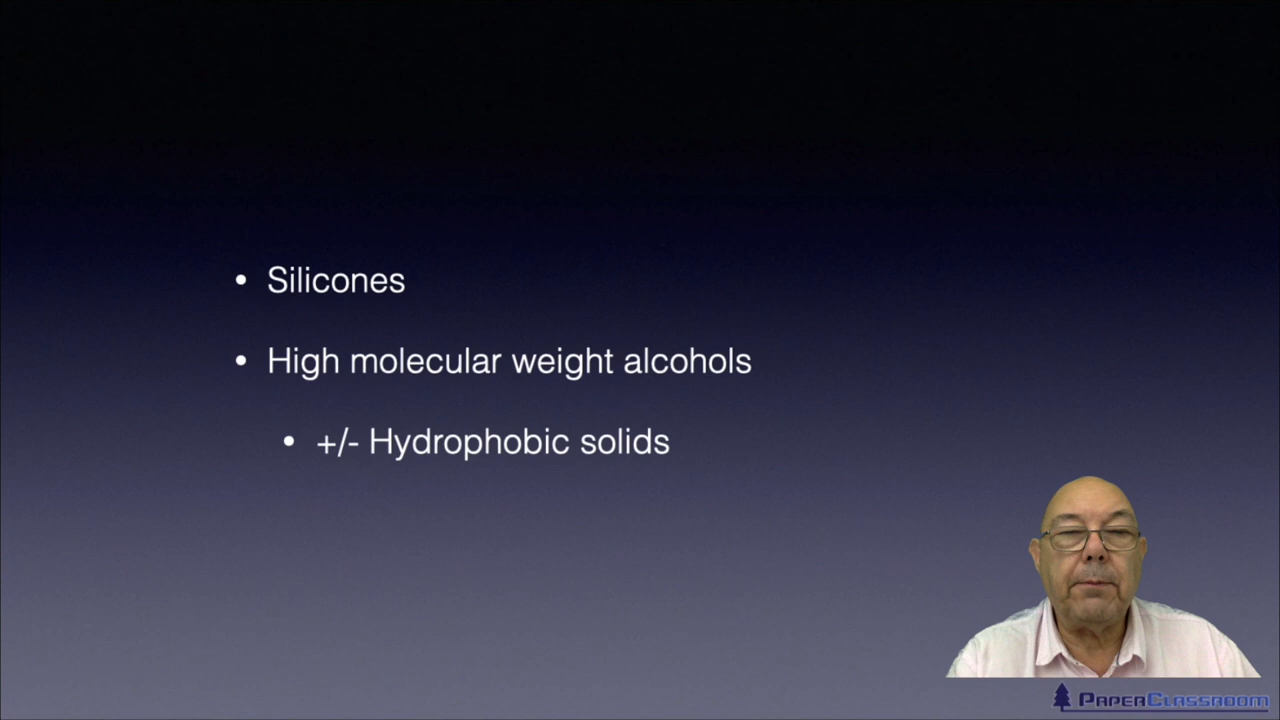 • Silicones
• High molecular weight alcohols
• +/- Hydrophobic solids
PaperClassroom